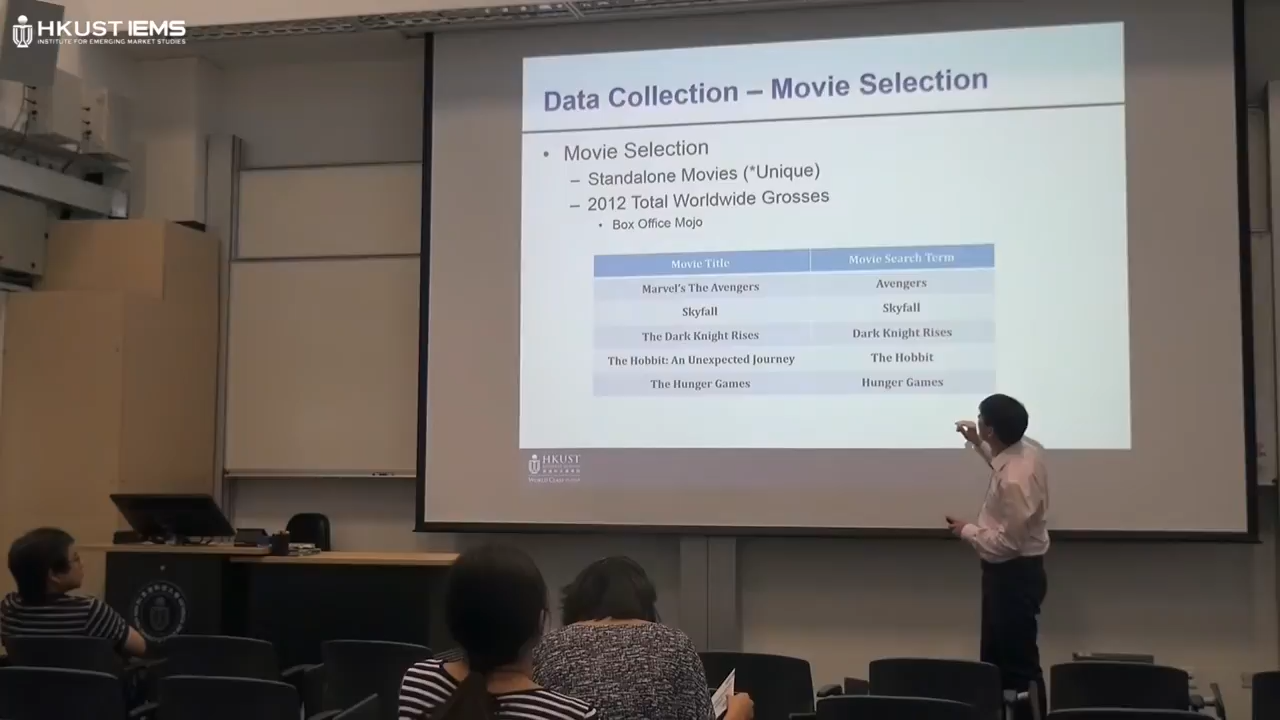 HKUST IEMS
INSTITUTE FOR EMERGING MARKET STUDIES
Data Collection – Movie Selection
• Movie Selection
– Standalone Movies (*Unique)
– 2012 Total Worldwide Grosses
• Box Office Mojo
Movie Title Movie Search Term
Marvel's The Avengers Avengers
Skyfall Skyfall
The Dark Knight Rises Dark Knight Rises
The Hobbit: An Unexpected Journey The Hobbit
The Hunger Games Hunger Games
HKUST